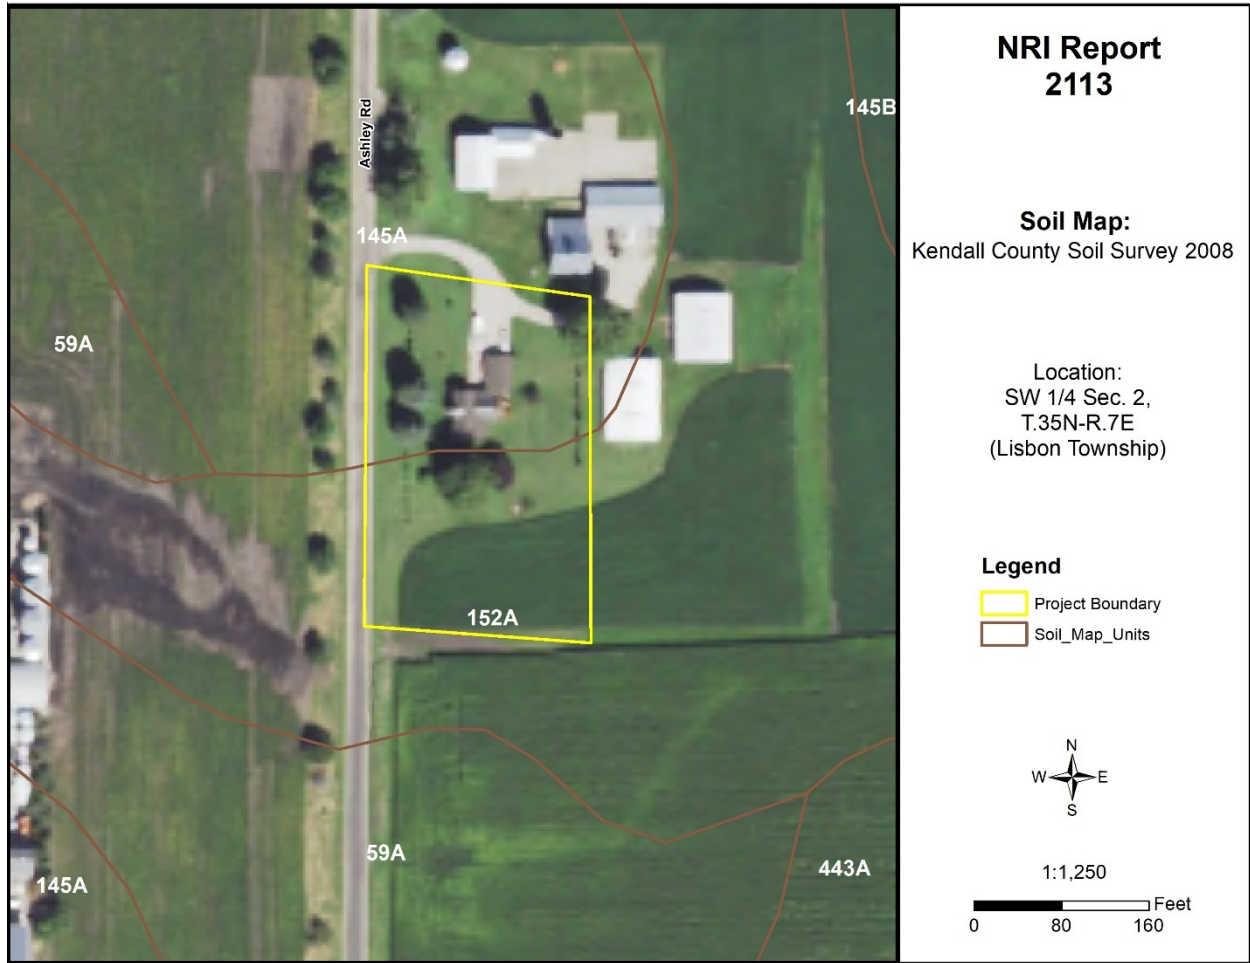 Ashley Rd
145B
145A
59A
152A
59A
443A
145A
NRI Report
2113
Soil Map:
Kendall County Soil Survey 2008
Location:
SW 1/4 Sec. 2,
T.35N-R.7E
(Lisbon Township)
Legend
Project Boundary
Soil_Map_Units
N
W E
S
1:1,250
Feet
0 80 160